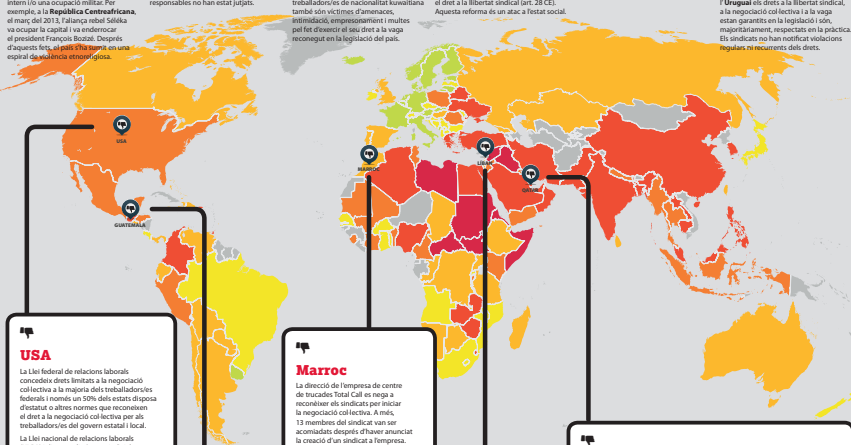 intern i/o una ocupació militar. Per
exemple, a la República Centreafricana,
el març del 2013, l'aliança rebel Séléka
va ocupar la capital i va enderrocar
el president François Bozizé. Després
d'aquests fets, el país s'ha sumit en una
espiral de violència etnoreligiosa.
responsables no han estat jutjats.
treballadors/es de nacionalitat kuwaitiana
també són víctimes d'amenaces,
intimidació, empresonament i multes
pel fet d'exercir el seu dret a la vaga
reconegut en la legislació del país.
el dret a la llibertat sindical (art. 28 CE).
Aquesta reforma és un atac a l'estat social.
l'Uruguai els drets a la llibertat sindical,
a la negociació col·lectiva i a la vaga
estan garantits en la legislació i són,
majoritàriament, respectats en la pràctica.
Els sindicats no han notificat violacions
regulars ni recurrents dels drets.
USA
GUATEMALA
MARROC
LÍBAN
QATAR
USA
La Llei federal de relacions laborals
concedeix drets limitats a la negociació
col·lectiva a la majoria dels treballadors/es
federals i només un 50% dels estats disposa
d'estatut o altres normes que reconeixen
el dret a la negociació col·lectiva per als
treballadors/es del govern estatal i local.
La Llei nacional de relacions laborals
Marroc
La direcció de l'empresa de centre
de trucades Total Call es nega a
reconèixer els sindicats per iniciar
la negociació col·lectiva. A més,
13 membres del sindicat van ser
acomiadats després d'haver anunciat
la creació d'un sindicat a l'empresa.